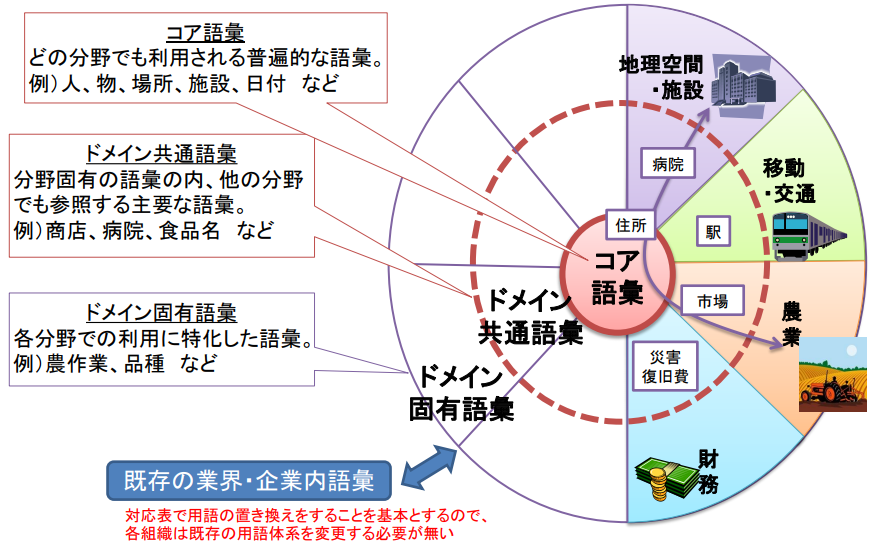 コア語彙
どの分野でも利用される普遍的な語彙。
例）人、物、場所、施設、日付　など
ドメイン共通語彙
分野固有の語彙の内、他の分野
でも参照する主要な語彙。
例）商店、病院、食品名　など
ドメイン固有語彙
各分野での利用に特化した語彙。
例）農作業、品種　など
地理空間
・施設
病院
移動
・交通
住所
駅
コア
語彙
市場
農
業
ドメイン
共通語彙
災害
復旧費
ドメイン
固有語彙
財
務
既存の業界・企業内語彙
対応表で用語の置き換えをすることを基本とするので、
各組織は既存の用語体系を変更する必要が無い